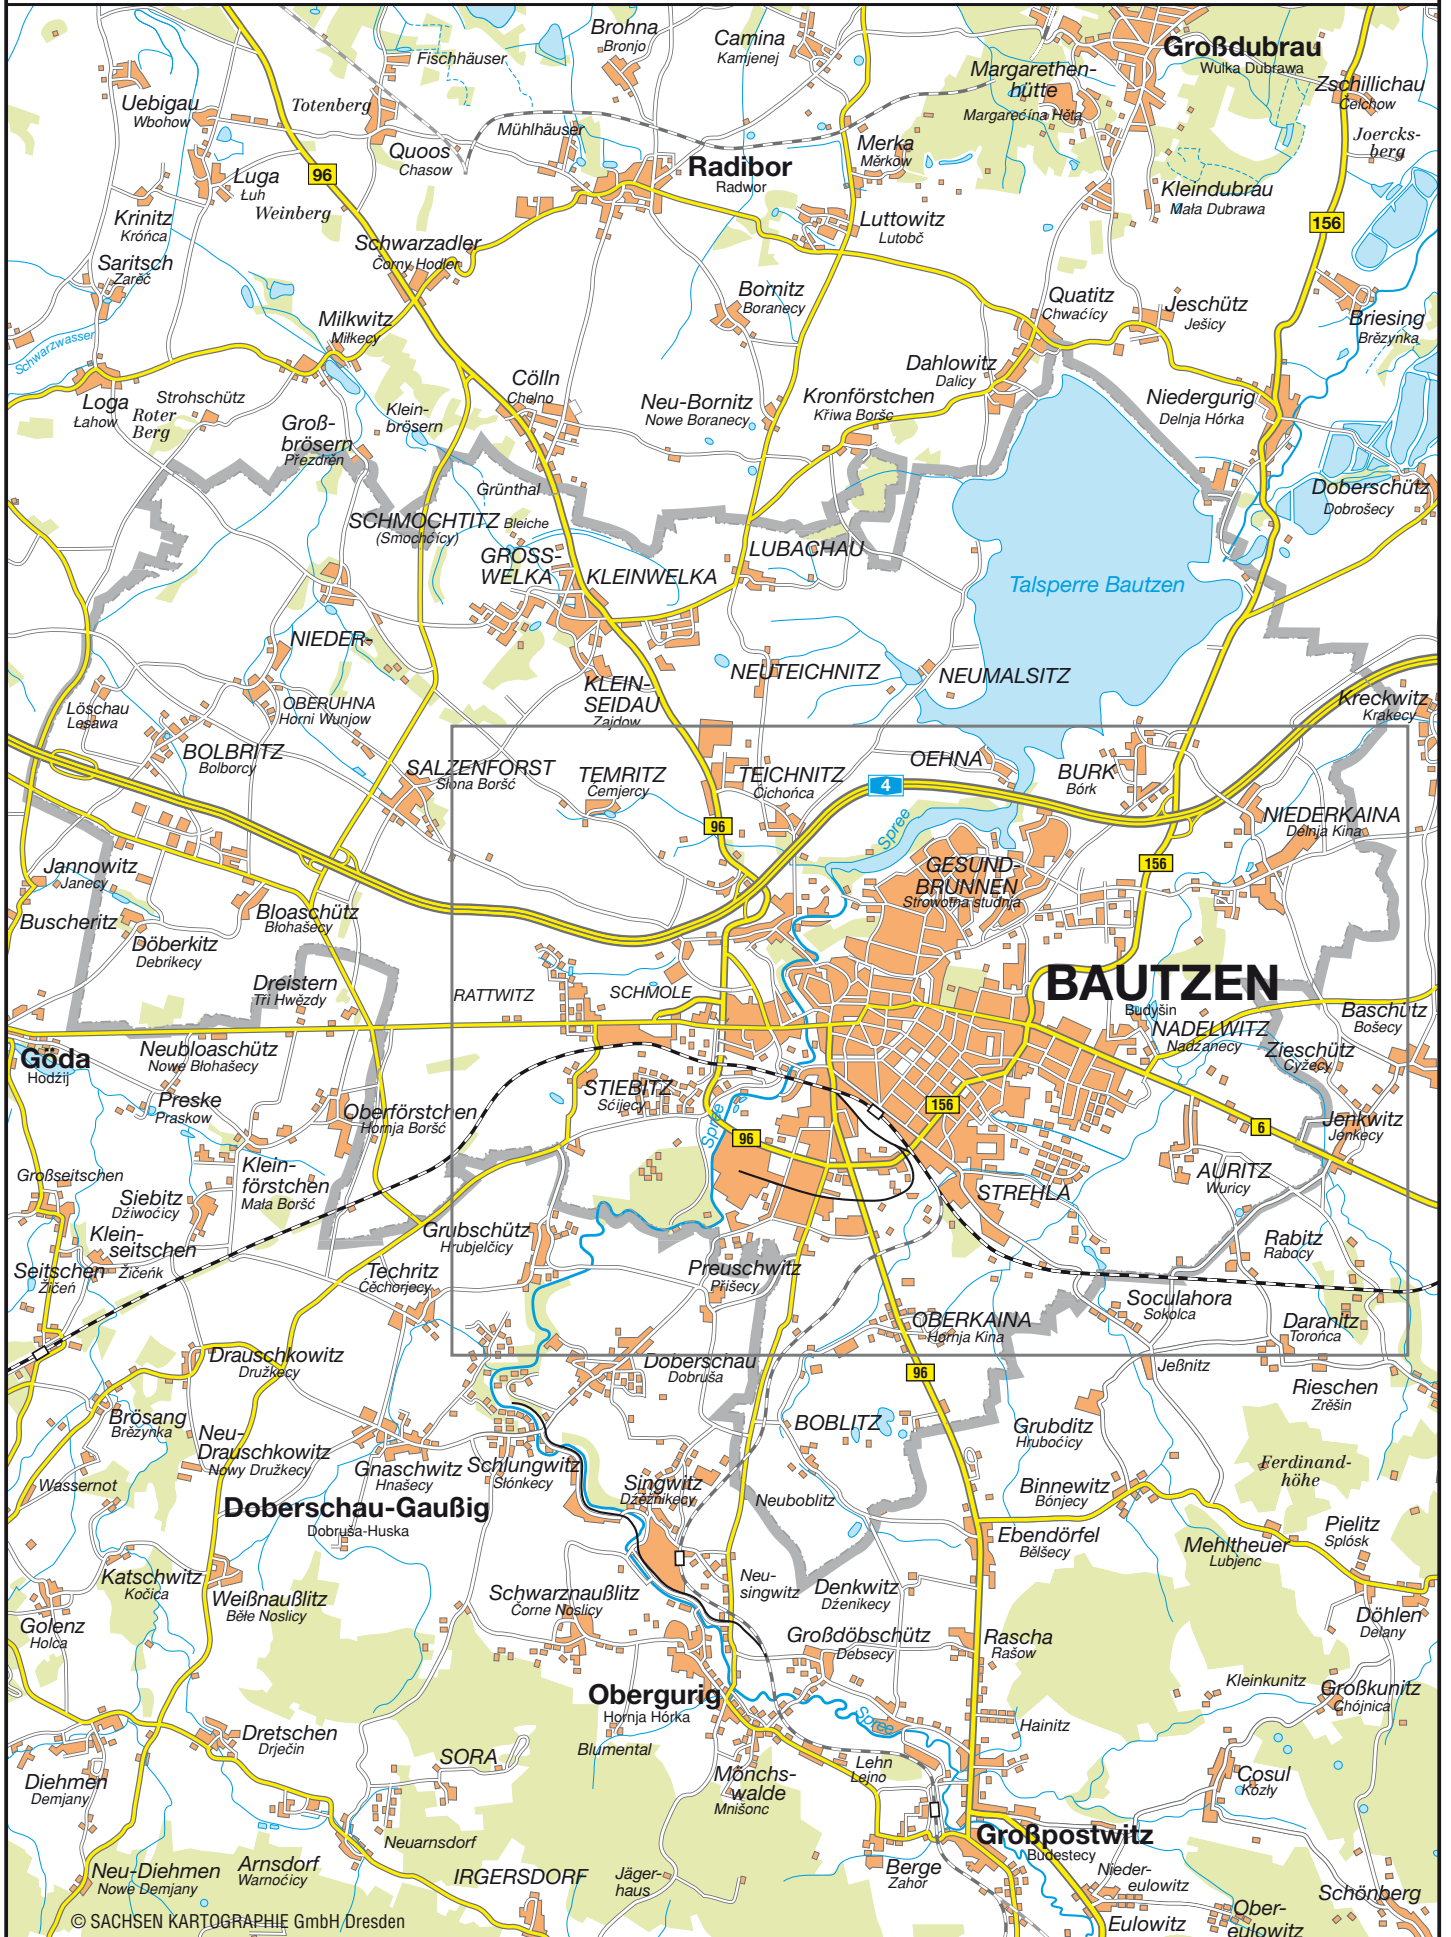 Brohna
Bronjo
Camina
Kamjenej
Großdubrau
Wulka Dubrawa
Fischhäuser
Margarethen-
hütte
Margarećina Hěta
Zschillichau
Čelchow
Uebigau
Wbohow
Totenberg
Mühlhäuser
Joercks-
berg
Quoos
Chasow
Merka
Měrkow
Radibor
Radwor
Luga
Łuh
96
Weinberg
Kleindubrau
Mała Dubrawa
Krinitz
Króńca
Luttowitz
Lutobč
156
Schwarzadler
Čorny Hodler
Saritsch
Zarěč
Bornitz
Boranecy
Quatitz
Chwaćicy
Jeschütz
Ješicy
Milkwitz
Miłkecy
Briesing
Brězynka
Schwarzwasser
Dahlowitz
Dalicy
Cölln
Chelno
Loga
Łahow
Roter
Berg
Strohschütz
Klein-
brösern
Neu-Bornitz
Nowe Boranecy
Kronförstchen
Křiwa Boršć
Niedergurig
Delnja Hórka
Groß-
brösern
Přezdrěń
Grünthal
Doberschütz
Dobrošecy
SCHMOCHTITZ
(Smochćicy)
Bleiche
GROSS-
WELKA
KLEINWELKA
LUBACHAU
Talsperre Bautzen
NIEDER-
NEUTEICHNITZ
NEUMALSITZ
KLEIN-
SEIDAU
Zajdow
Löschau
Lešawa
OBERUHNA
Horni Wunjow
Kreckwitz
Krakecy
BOLBRITZ
Bolborcy
SALZENFORST
Słona Boršć
TEMRITZ
Čemjercy
TEICHNITZ
Čichońca
OEHNA
BURK
Bórk
4
96
Spree
NIEDERKAINA
Delnja Kina
Jannowitz
Janecy
GESUND-
BRUNNEN
Strowotna studnja
156
Buscheritz
Bloaschütz
Błohašecy
Döberkitz
Debrikecy
Dreistern
Tři Hwězdy
RATTWITZ
SCHMOLE
BAUTZEN
Budyšin
Baschütz
Bošecy
NADELWITZ
Nadźanecy
Zieschütz
Cyžecy
Göda
Hodźij
Neubloaschütz
Nowe Błohašecy
STIEBITZ
Sćijecy
Preske
Praskow
Oberförstchen
Hornja Boršć
Spree
156
96
6
Jenkwitz
Jenkecy
Großseitschen
Klein-
förstchen
Mała Boršć
AURITZ
Wuricy
STREHLA
Siebitz
Dźiwoćicy
Klein-
seitschen
Žičeńk
Grubschütz
Hrubjelčicy
Rabitz
Rabocy
Seitschen
Žičeń
Techritz
Čěchorjecy
Preuschwitz
Přišecy
Soculahora
Sokolca
OBERKAINA
Hornja Kina
Daranitz
Torońca
Drauschkowitz
Družkecy
Doberschau
Dobruša
96
Jeßnitz
Rieschen
Zrěšin
Brösang
Brězynka
Neu-
Drauschkowitz
Nowy Družkecy
BOBLITZ
Grubditz
Hruboćicy
Wassernot
Gnaschwitz
Hnašecy
Schlungwitz
Słónkecy
Singwitz
Dźěžnikecy
Ferdinand-
höhe
Neuboblitz
Binnewitz
Bónjecy
Doberschau-Gaußig
Dobruša-Huska
Ebendörfel
Bělšecy
Mehltheuer
Lubjenc
Pielitz
Splósk
Katschwitz
Kočica
Weißnaußlitz
Běłe Noslicy
Schwarznaußlitz
Čorne Noslicy
Neu-
singwitz
Denkwitz
Dźenikecy
Golenz
Holca
Döhlen
Delany
Großdöbschütz
Debsecy
Rascha
Rašow
Kleinkunitz
Großkunitz
Chójnica
Obergurig
Hornja Hórka
Spree
Hainitz
Dretschen
Drječin
Blumental
SORA
Lehn
Lejno
Mönchs-
walde
Mnišonc
Diehmen
Demjany
Cosul
Kózły
Großpostwitz
Budestecy
Neuarnsdorf
Arnsdorf
Warnoćicy
Neu-Diehmen
Nowe Demjany
IRGERSDORF
Jäger-
haus
Berge
Zahor
Nieder-
eulowitz
Schönberg
Ober-
eulowitz
Eulowitz
© SACHSEN KARTOGRAPHIE GmbH Dresden